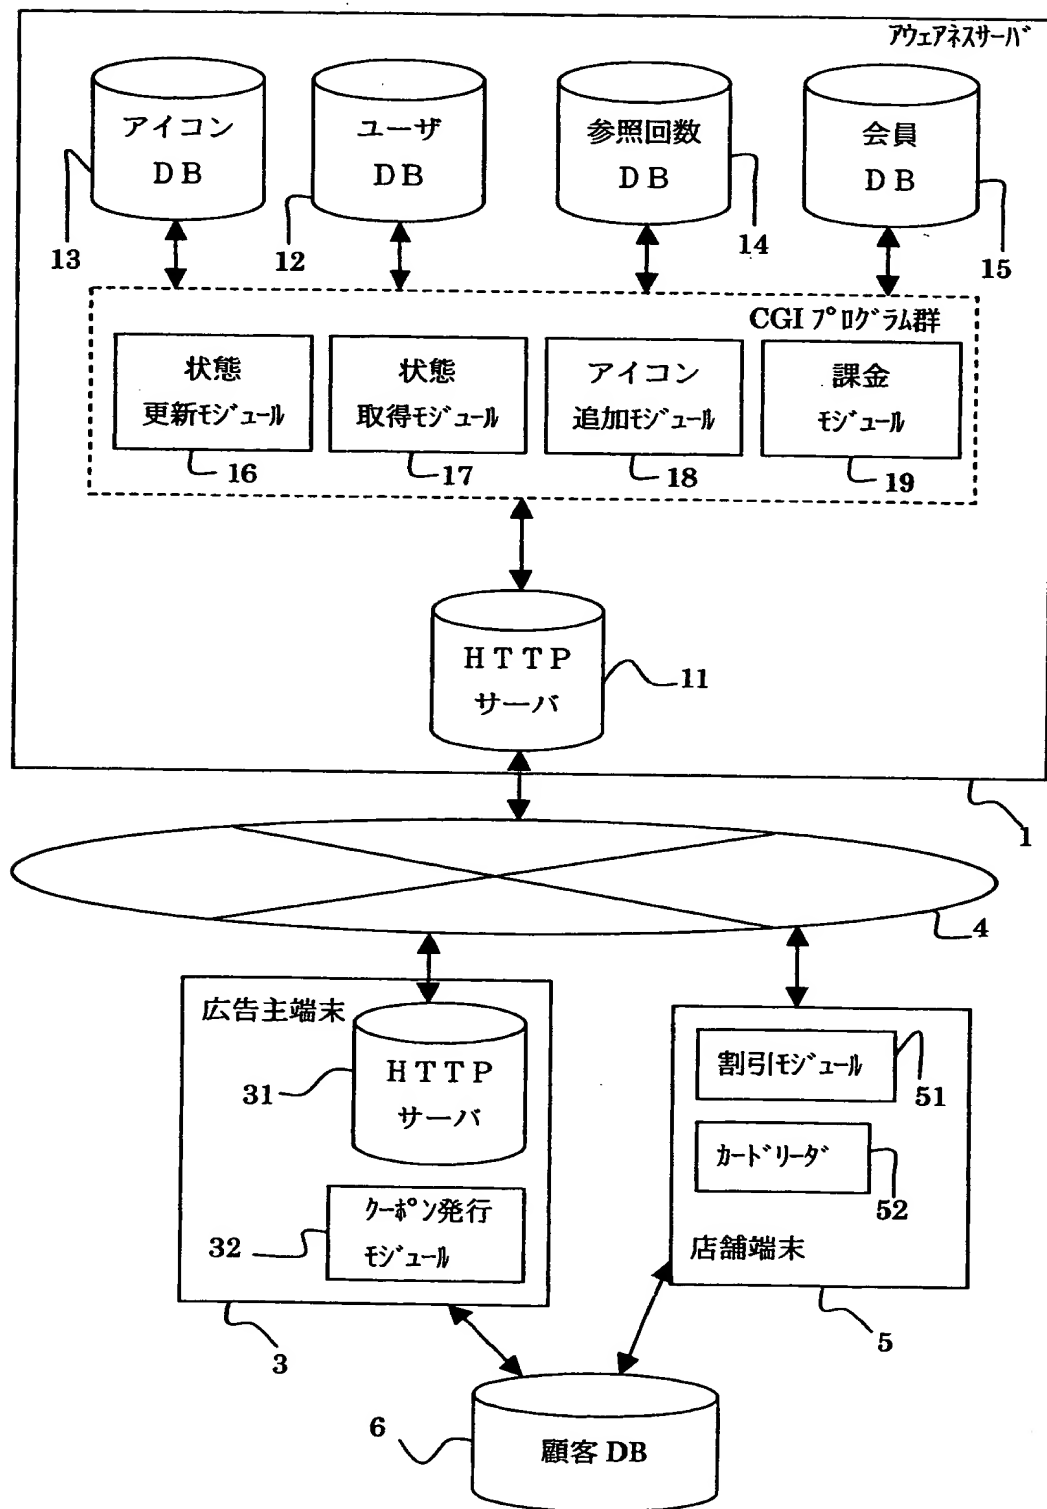 アウェアネスサーバ
アイコン
DB
ユーザ
DB
参照回数
DB
会員
DB
13
12
14
15
CGIプログラム群
状態
更新モジュール
状態
取得モジュール
アイコン
追加モジュール
課金
モジュール
16
17
18
19
HTTP
サーバ
11
1
4
広告主端末
HTTP
サーバ
31
クーポン発行
モジュール
32
3
割引モジュール
51
カードリーダ
52
店舗端末
5
6
顧客DB